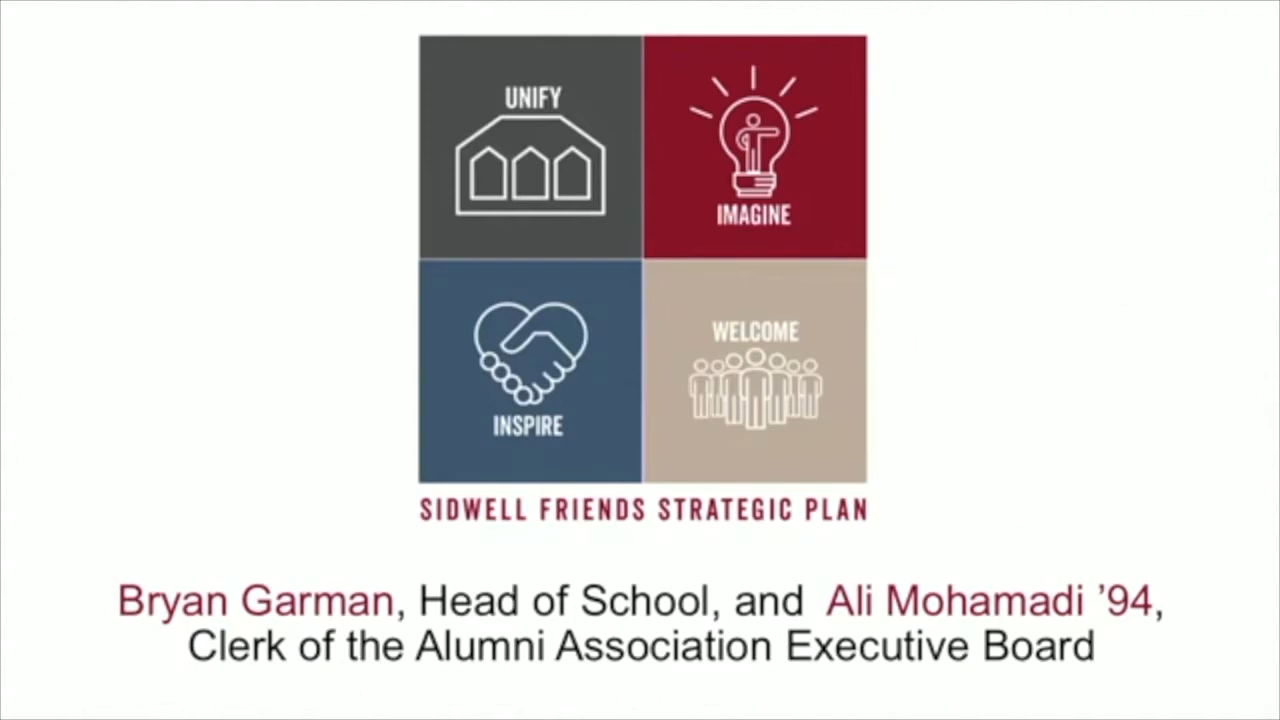 UNIFY
IMAGINE
INSPIRE
WELCOME
SIDWELL FRIENDS STRATEGIC PLAN
Bryan Garman, Head of School, and Ali Mohamadi ’94,
Clerk of the Alumni Association Executive Board